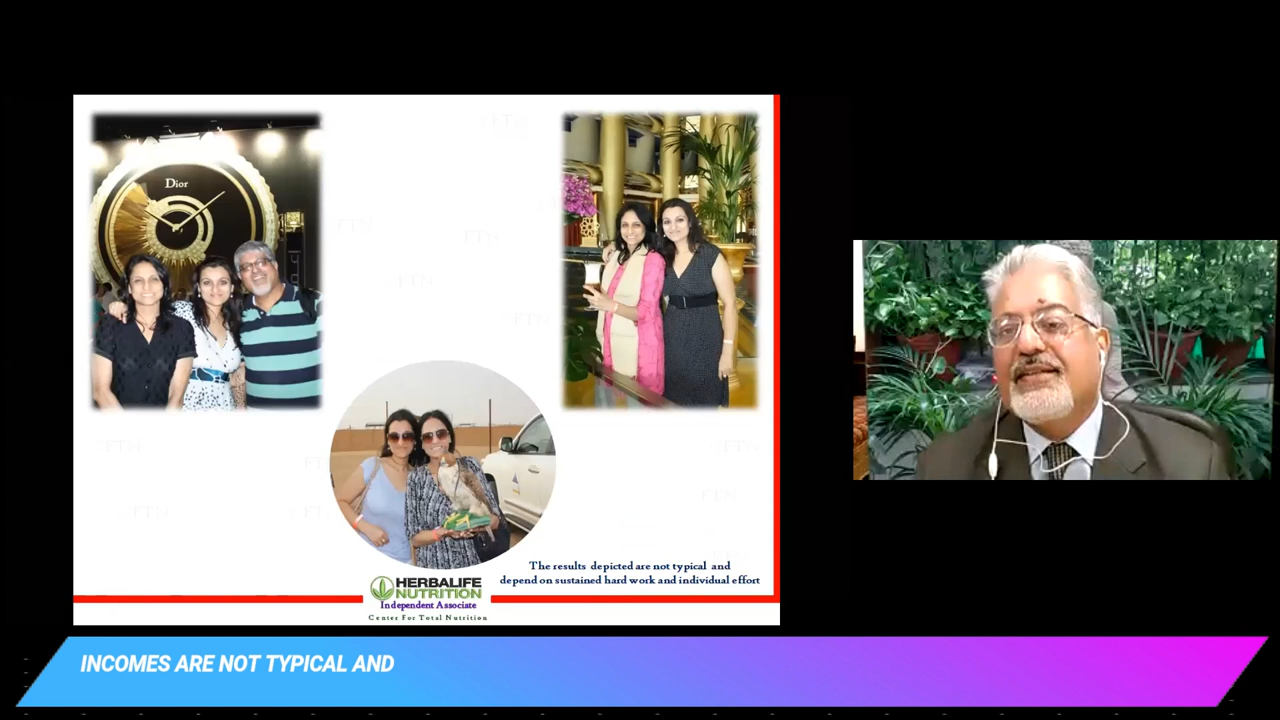 Dior
The results depicted are not typical and
depend on sustained hard work and individual effort
HERBALIFE
NUTRITION
Independent Associate
Center For Total Nutrition
INCOMES ARE NOT TYPICAL AND